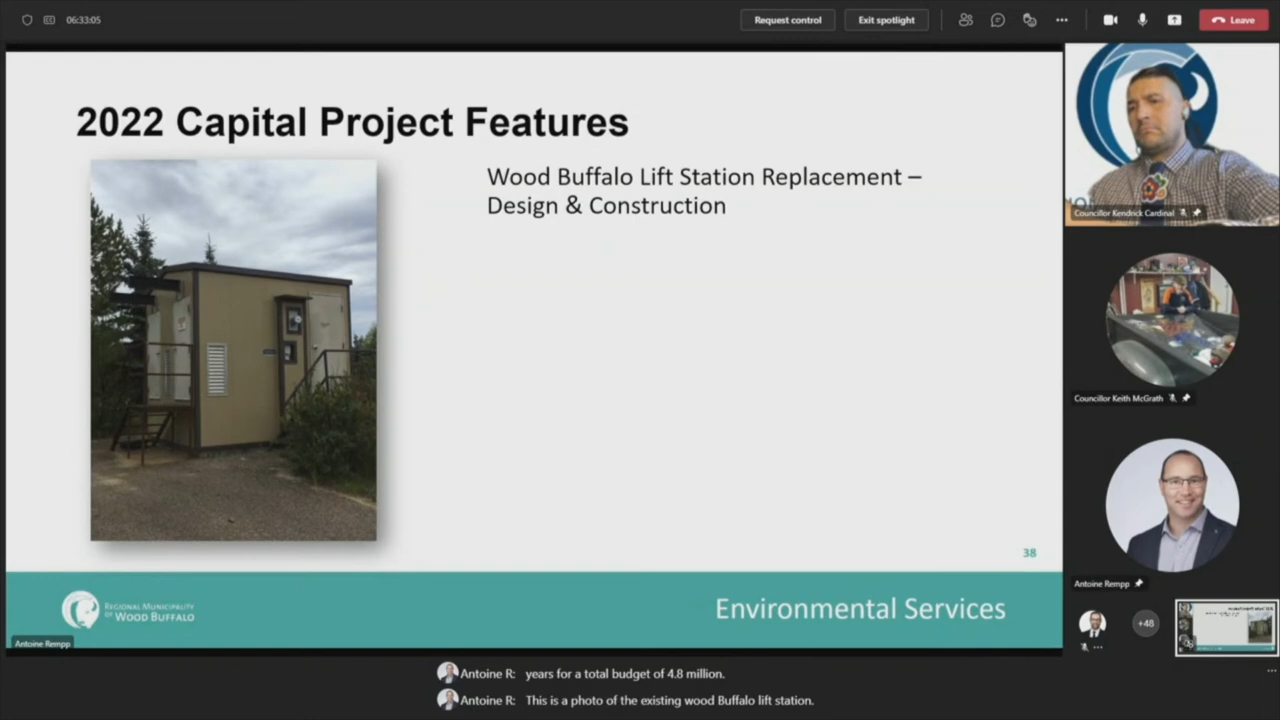 06:33:05
Request control
Exit spotlight
Leave
2022 Capital Project Features
Wood Buffalo Lift Station Replacement –
Design & Construction
38
REGIONAL MUNICIPALITY
OF WOOD BUFFALO
Environmental Services
Antoine Rempp
Councillor Kendrick Cardinal
Councillor Keith McGrath
Antoine Rempp
+48
Antoine R: years for a total budget of 4.8 million.
Antoine R: This is a photo of the existing wood Buffalo lift station.